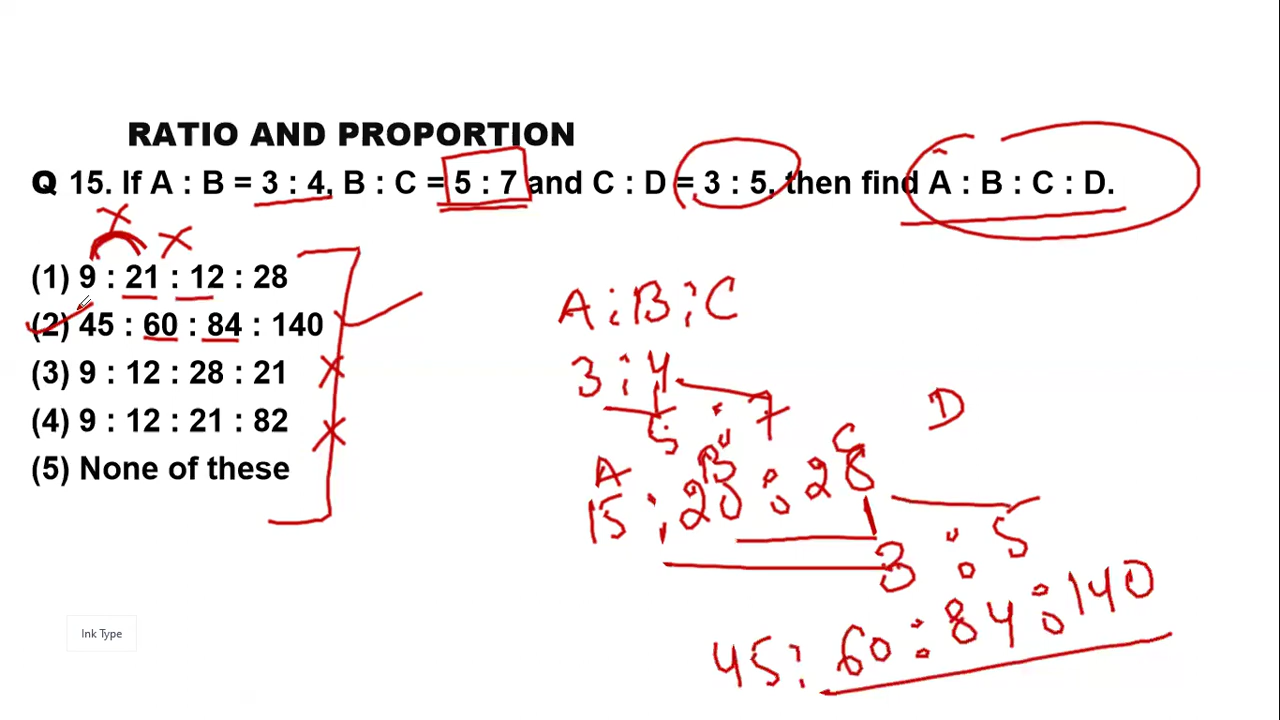 RATIO AND PROPORTION
Q 15. If A : B = 3 : 4, B : C = 5 : 7 and C : D = 3 : 5, then find A : B : C : D.
(1) 9 : 21 : 12 : 28
(2) 45 : 60 : 84 : 140
(3) 9 : 12 : 28 : 21
(4) 9 : 12 : 21 : 82
(5) None of these
A : B : C
3 : 4
5 : 7
A B C D
15 : 20 : 28
3 : 5
45 : 60 : 84 : 140
Ink Type